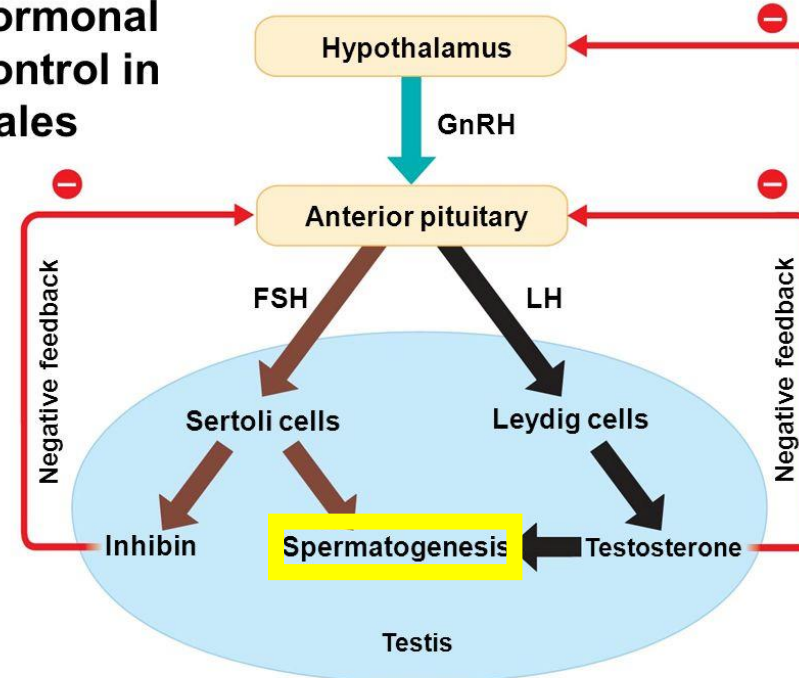 ormonal
ontrol in
ales
Hypothalamus
GnRH
Anterior pituitary
FSH
LH
Negative feedback
Negative feedback
Sertoli cells
Leydig cells
Inhibin
Spermatogenesis
Testosterone
Testis